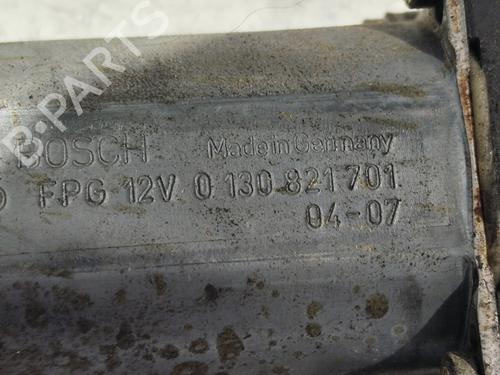 B-PARTS
BOSCH Made in Germany
FPG 12V 0 130 821 701
04-07